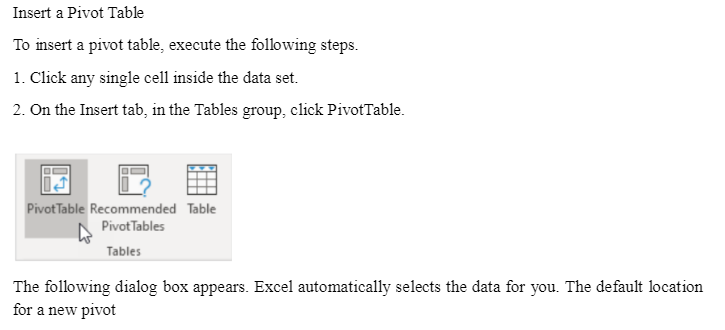 Insert a Pivot Table
To insert a pivot table, execute the following steps.
1. Click any single cell inside the data set.
2. On the Insert tab, in the Tables group, click PivotTable.
PivotTable Recommended Table
PivotTables
Tables
The following dialog box appears. Excel automatically selects the data for you. The default location
for a new pivot